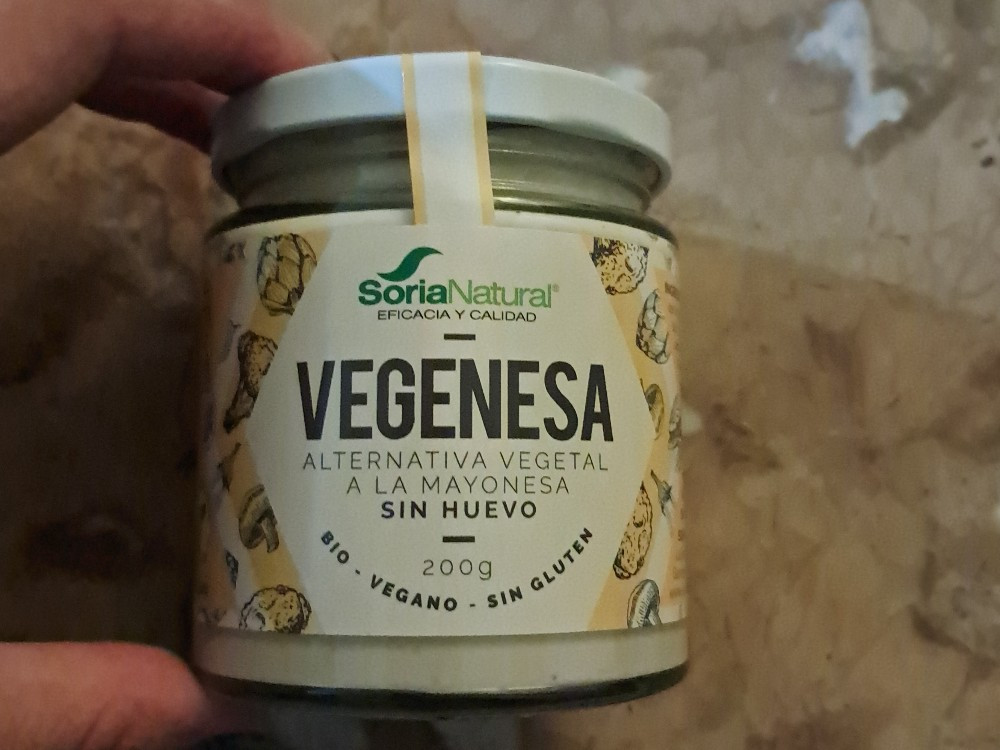 SoriaNatural®
EFICACIA Y CALIDAD
VEGENESA
ALTERNATIVA VEGETAL
A LA MAYONESA
SIN HUEVO
200g
BIO - VEGANO - SIN GLUTEN